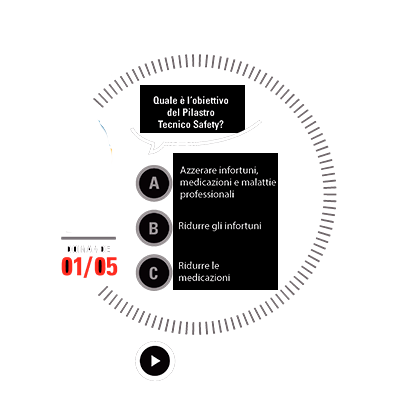 Quale è l'obiettivo
del Pilastro
Tecnico Safety?
A
Azzerare infortuni,
medicazioni e malattie
professionali
B
Ridurre gli infortuni
C
Ridurre le
medicazioni
01/05